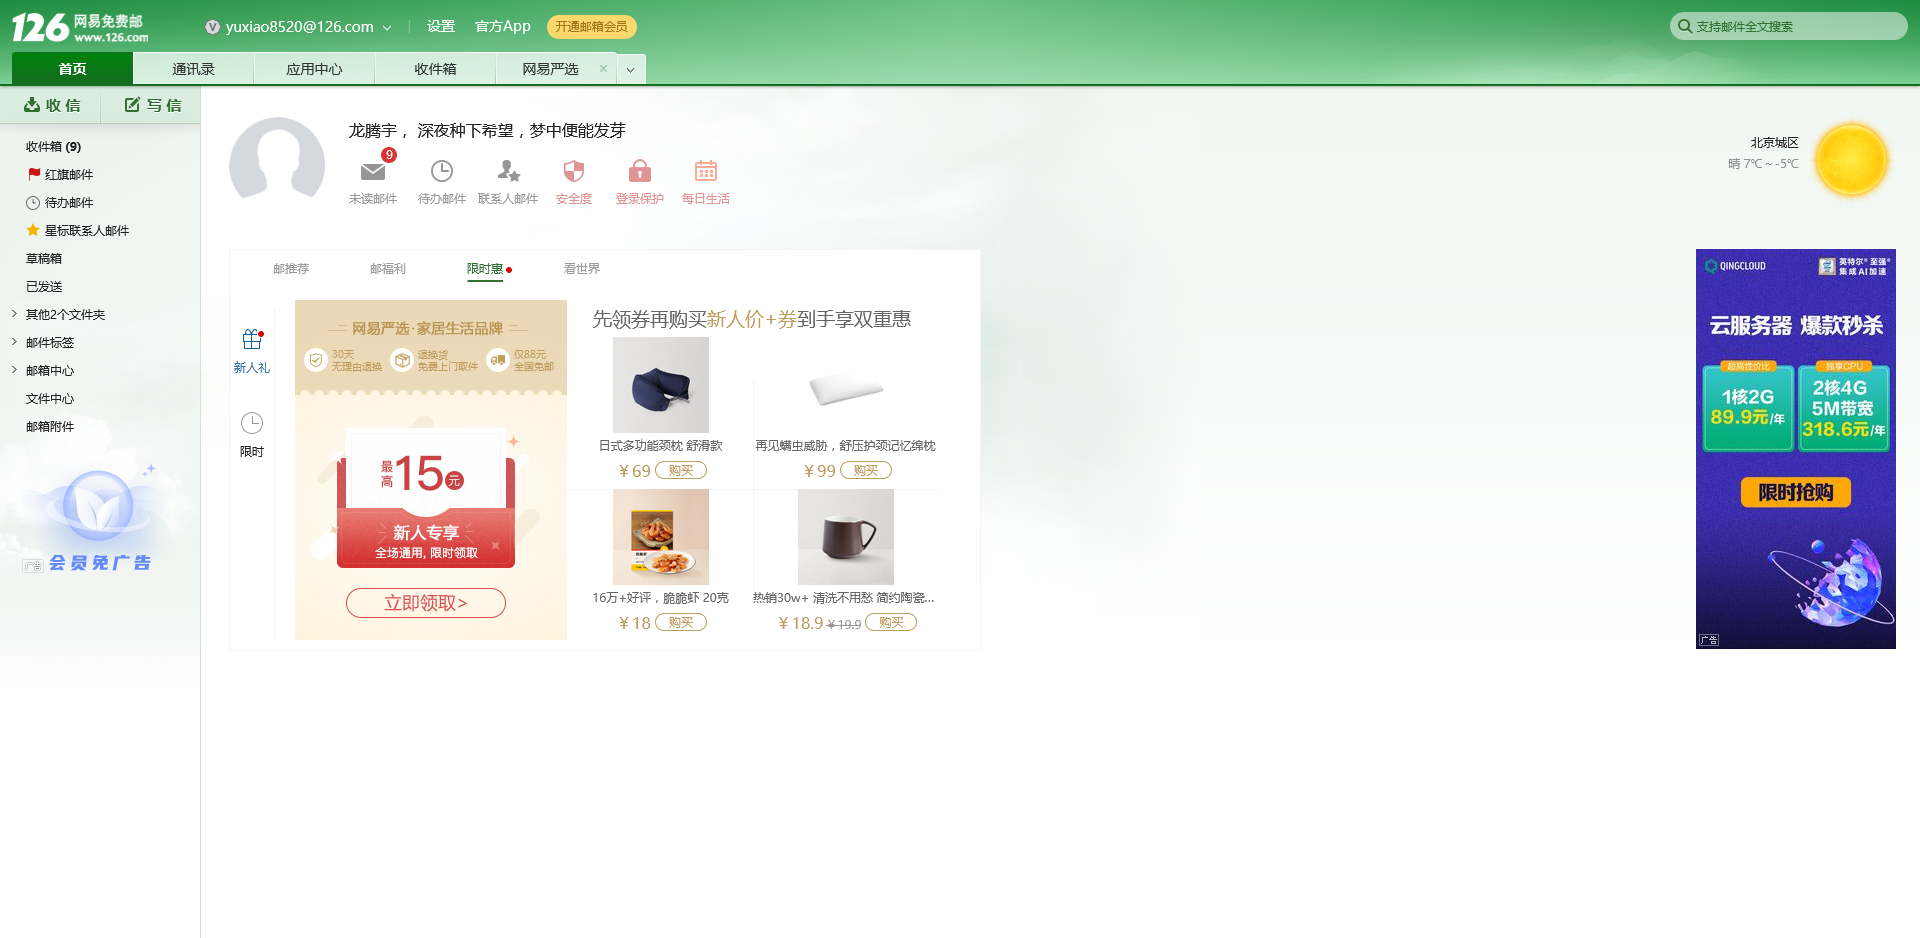 126 网易免费邮
www.126.com
yuxiao8520@126.com
设置
官方App
开通邮箱会员
支持邮件全文搜索
首页
通讯录
应用中心
收件箱
网易严选
收 信
写 信
收件箱 (9)
红旗邮件
待办邮件
星标联系人邮件
草稿箱
已发送
其他2个文件夹
邮件标签
邮箱中心
文件中心
邮箱附件
广告
会员免广告
龙腾宇， 深夜种下希望，梦中便能发芽
9
未读邮件
待办邮件
联系人邮件
安全度
登录保护
每日生活
北京城区
晴 7℃～-5℃
邮推荐
邮福利
限时惠
看世界
新人礼
限时
网易严选·家居生活品牌
30天
无理由退换
退换货
免费上门取件
仅88元
全国免邮
最高15元
新人专享
全场通用, 限时领取
立即领取>
先领券再购买新人价+券到手享双重惠
日式多功能颈枕 舒滑款
￥69 购买
再见螨虫威胁，舒压护颈记忆绵枕
￥99 购买
16万+好评，脆脆虾 20克
￥18 购买
热销30w+ 清洗不用愁 简约陶瓷...
￥18.9 ￥19.9 购买
QINGCLOUD
英特尔® 至强®
集成AI加速
云服务器 爆款秒杀
超高性价比
1核2G
89.9元/年
独享CPU
2核4G
5M带宽
318.6元/年
限时抢购
广告